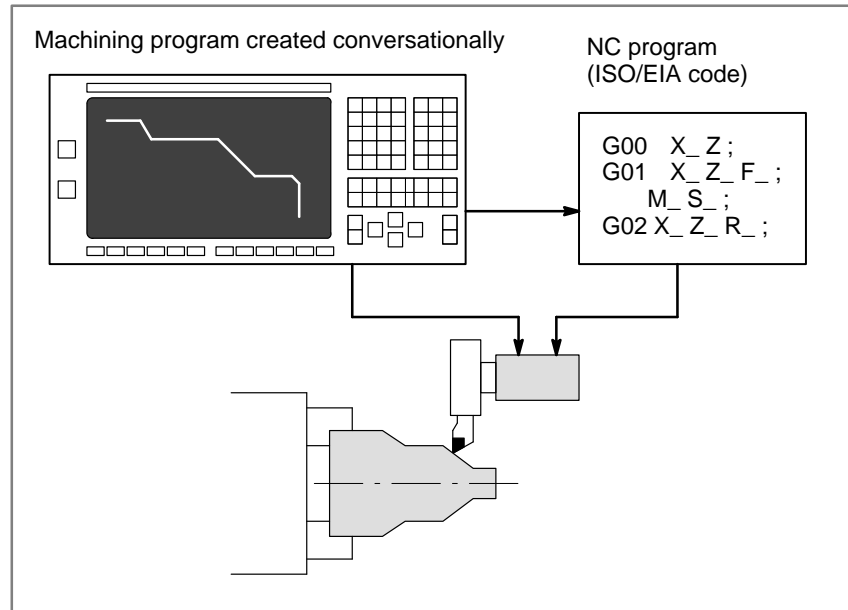 Machining program created conversationally
NC program
(ISO/EIA code)
G00 X_ Z ;
G01 X_ Z_ F_ ;
M_ S_ ;
G02 X_ Z_ R_ ;